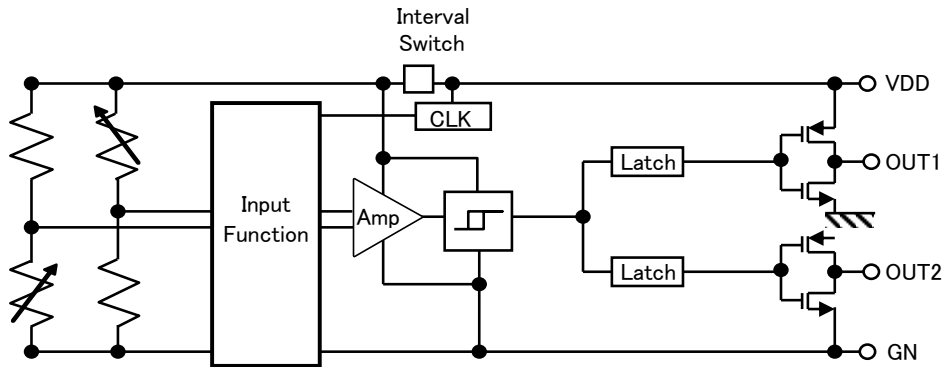 Interval
Switch
VDD
CLK
Latch
OUT1
Input
Function
Amp
Latch
OUT2
GN